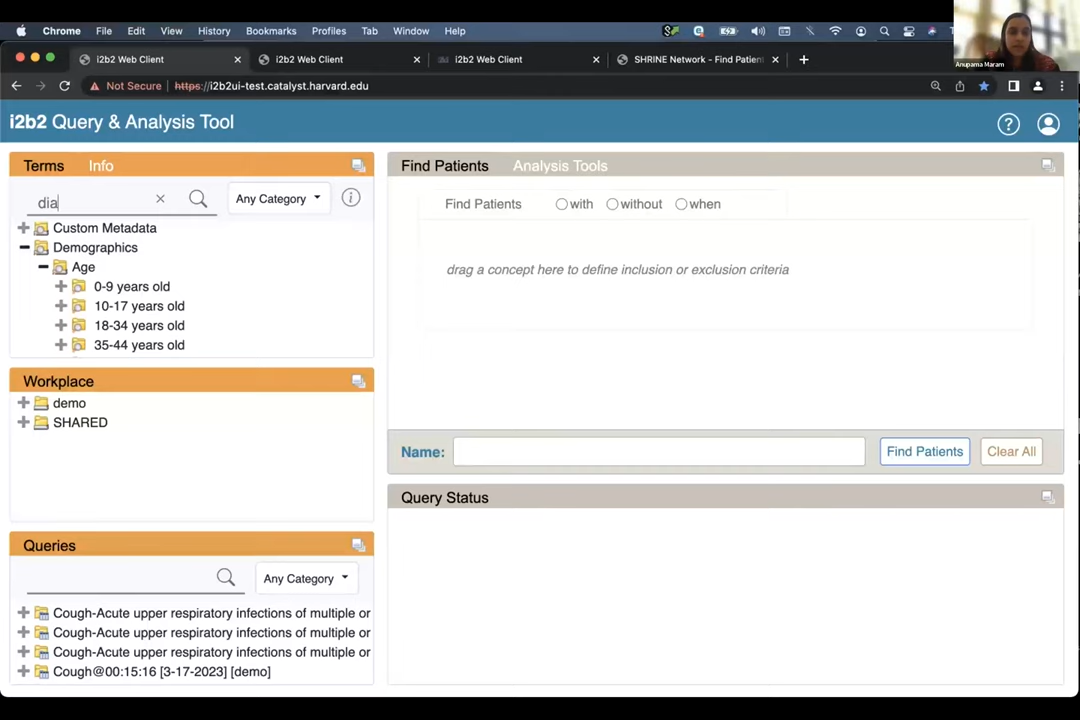 Chrome File Edit View History Bookmarks Profiles Tab Window Help
i2b2 Web Client
i2b2 Web Client
i2b2 Web Client
SHRINE Network - Find Patien
Not Secure https://i2b2ui-test.catalyst.harvard.edu
Anupama Maram
i2b2 Query & Analysis Tool
Terms Info
dia
Any Category
Custom Metadata
Demographics
Age
0-9 years old
10-17 years old
18-34 years old
35-44 years old
Workplace
demo
SHARED
Queries
Any Category
Cough-Acute upper respiratory infections of multiple or
Cough-Acute upper respiratory infections of multiple or
Cough-Acute upper respiratory infections of multiple or
Cough@00:15:16 [3-17-2023] [demo]
Find Patients Analysis Tools
Find Patients with without when
drag a concept here to define inclusion or exclusion criteria
Name: Find Patients Clear All
Query Status